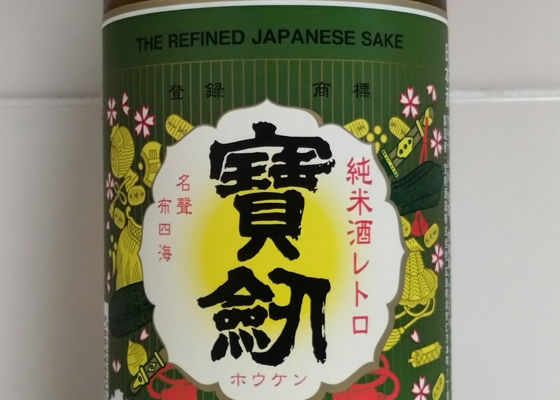 THE REFINED JAPANESE SAKE
登録 商標
純米酒レトロ
寶劔
名聲
布四海
ホウケン